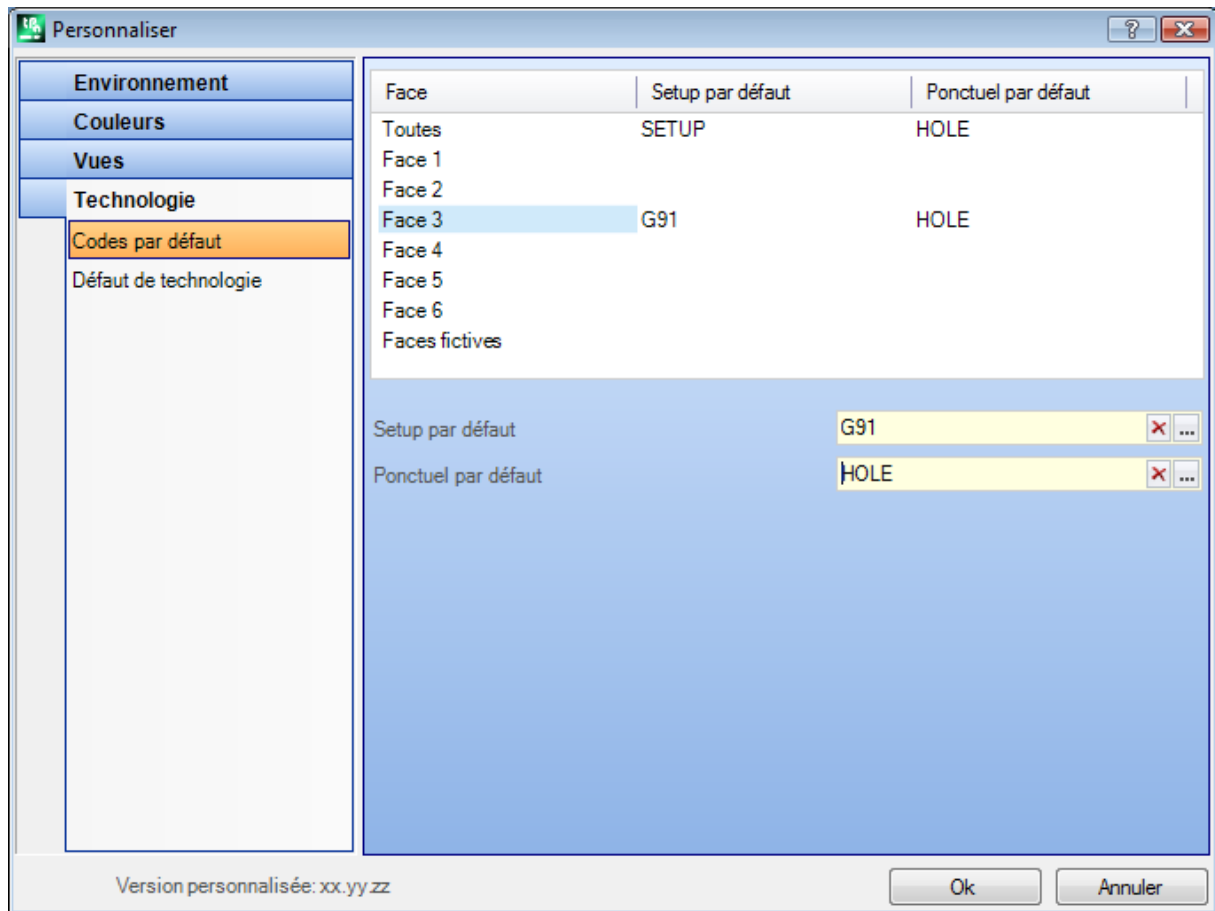 Personnaliser
Environnement
Couleurs
Vues
Technologie
Codes par défaut
Défaut de technologie
Face Setup par défaut Ponctuel par défaut
Toutes SETUP HOLE
Face 1
Face 2
Face 3 G91 HOLE
Face 4
Face 5
Face 6
Faces fictives
Setup par défaut G91
Ponctuel par défaut HOLE
Version personnalisée: xx.yy.zz
Ok Annuler